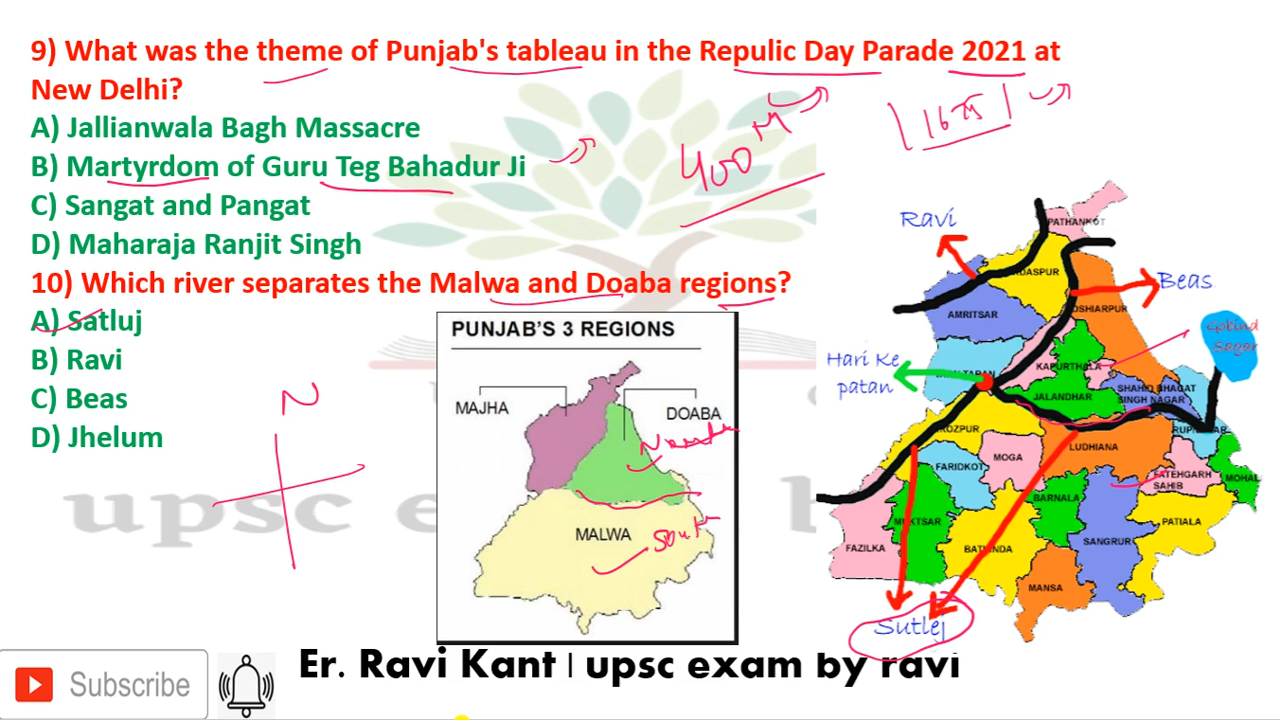 9) What was the theme of Punjab's tableau in the Repulic Day Parade 2021 at
New Delhi?
A) Jallianwala Bagh Massacre
B) Martyrdom of Guru Teg Bahadur Ji
C) Sangat and Pangat
D) Maharaja Ranjit Singh
10) Which river separates the Malwa and Doaba regions?
A) Satluj
B) Ravi
C) Beas
D) Jhelum
400
1675
N
PUNJAB'S 3 REGIONS
MAJHA
DOABA
MALWA
South
Ravi
Beas
Gobind
Sagar
Hari Ke
patan
Sutlej
PATHANKOT
AMRITSAR
KAPURTHALA
JALANDHAR
SHAHID BHAGAT
SINGH NAGAR
LUDHIANA
MOGA
FARIDKOT
FATEHGARH
SAHIB
MOHAL
BARNALA
PATIALA
SANGRUR
FAZILKA
MANSA
upsc e
Er. Ravi Kant | upsc exam by ravi
Subscribe